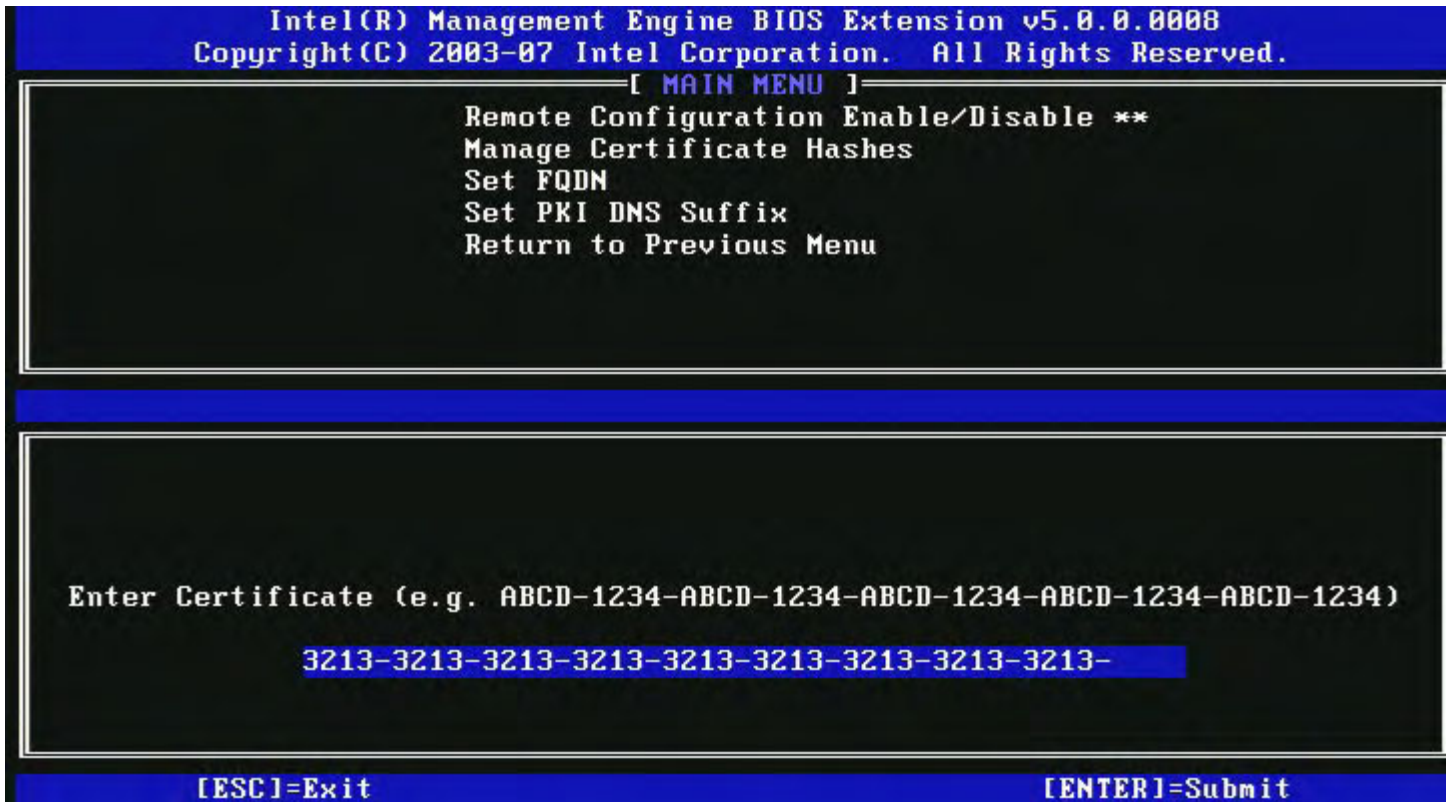 Intel(R) Management Engine BIOS Extension v5.0.0.0008
Copyright(C) 2003-07 Intel Corporation. All Rights Reserved.
[ MAIN MENU ]
Remote Configuration Enable/Disable **
Manage Certificate Hashes
Set FQDN
Set PKI DNS Suffix
Return to Previous Menu
Enter Certificate (e.g. ABCD-1234-ABCD-1234-ABCD-1234-ABCD-1234-ABCD-1234)
3213-3213-3213-3213-3213-3213-3213-3213-3213-
[ESC]=Exit [ENTER]=Submit